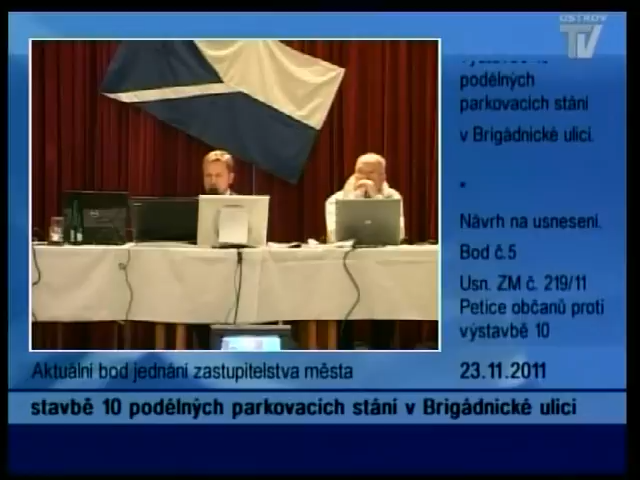 OSTROV
TV
podélných
parkovacích stání
v Brigádnické ulici.
*
Návrh na usnesení.
Bod č.5
Usn. ZM č. 219/11
Petice občanů proti
výstavbě 10
Aktuální bod jednání zastupitelstva města
23.11.2011
stavbě 10 podélných parkovacích stání v Brigádnické ulici